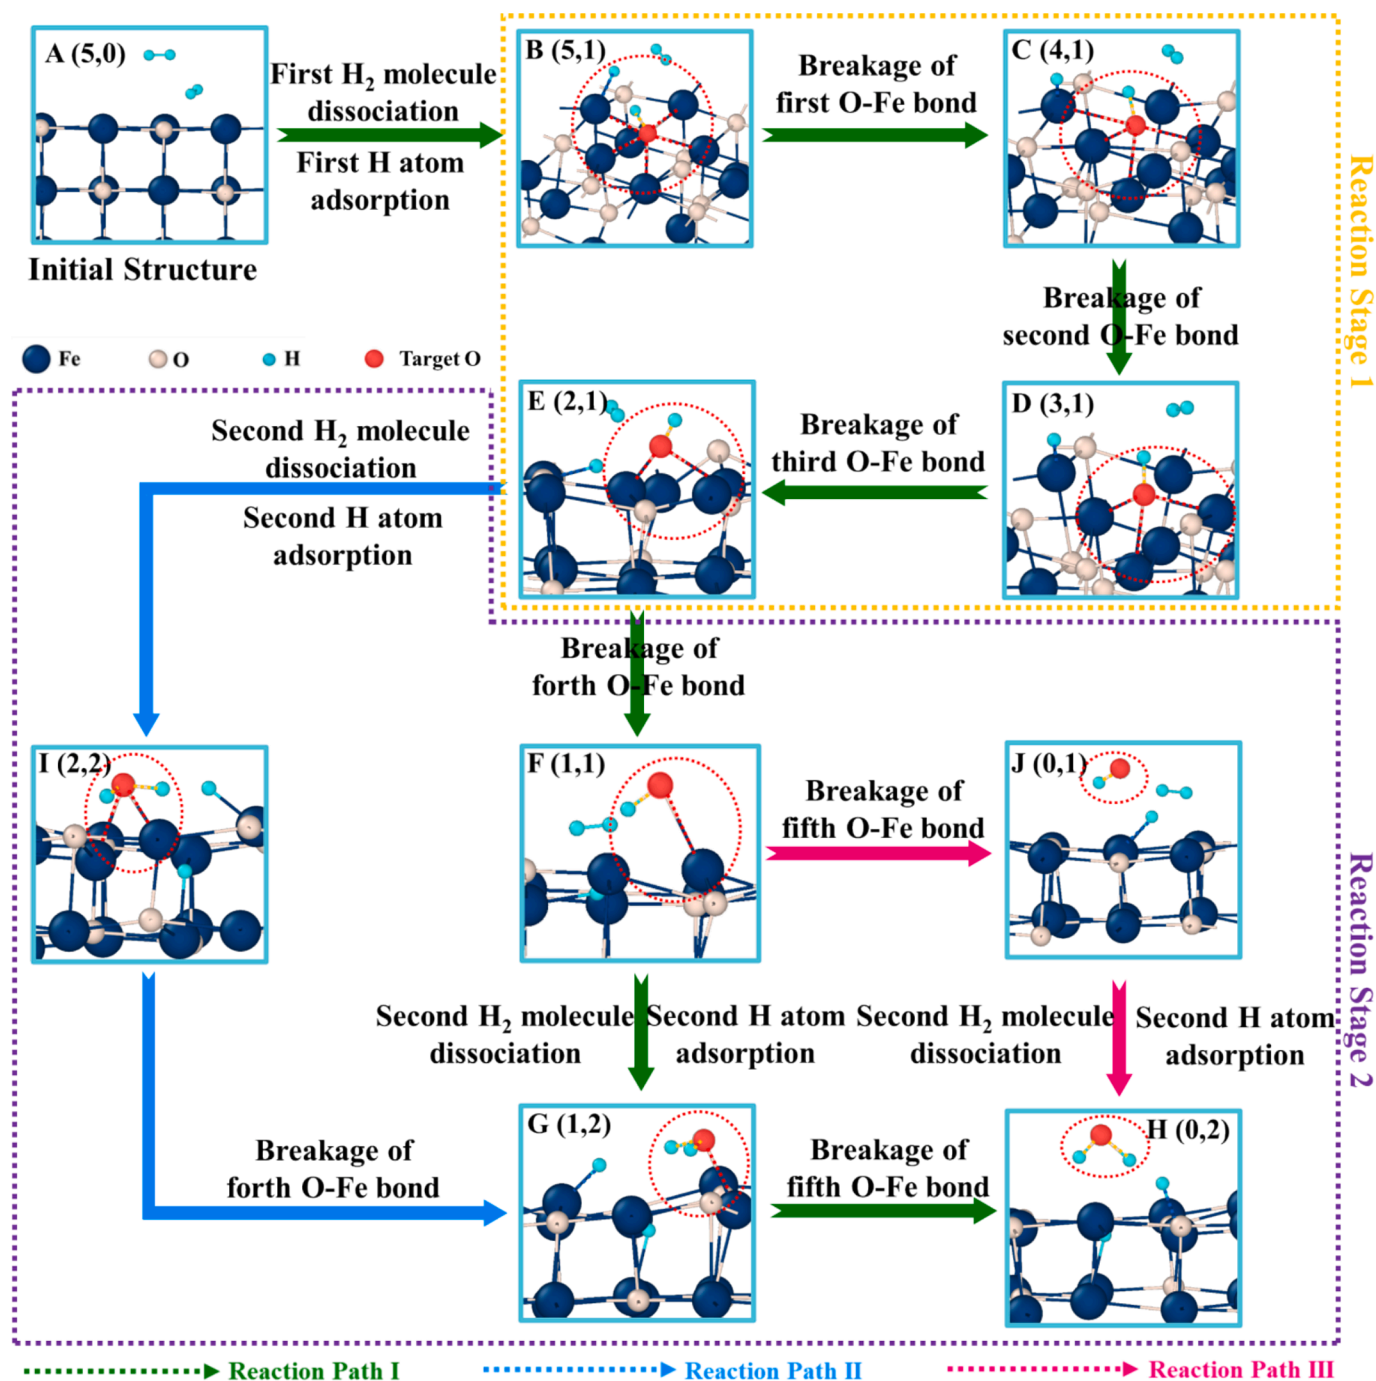 A (5,0)
First H2 molecule
dissociation
First H atom
adsorption
B (5,1)
Breakage of
first O-Fe bond
C (4,1)
Initial Structure
Reaction Stage 1
Breakage of
second O-Fe bond
Fe
O
H
Target O
E (2,1)
Breakage of
third O-Fe bond
D (3,1)
Second H2 molecule
dissociation
Second H atom
adsorption
Breakage of
forth O-Fe bond
I (2,2)
F (1,1)
Breakage of
fifth O-Fe bond
J (0,1)
Reaction Stage 2
Second H2 molecule
dissociation
Second H atom
adsorption
Second H2 molecule
dissociation
Second H atom
adsorption
Breakage of
forth O-Fe bond
G (1,2)
Breakage of
fifth O-Fe bond
H (0,2)
Reaction Path I
Reaction Path II
Reaction Path III